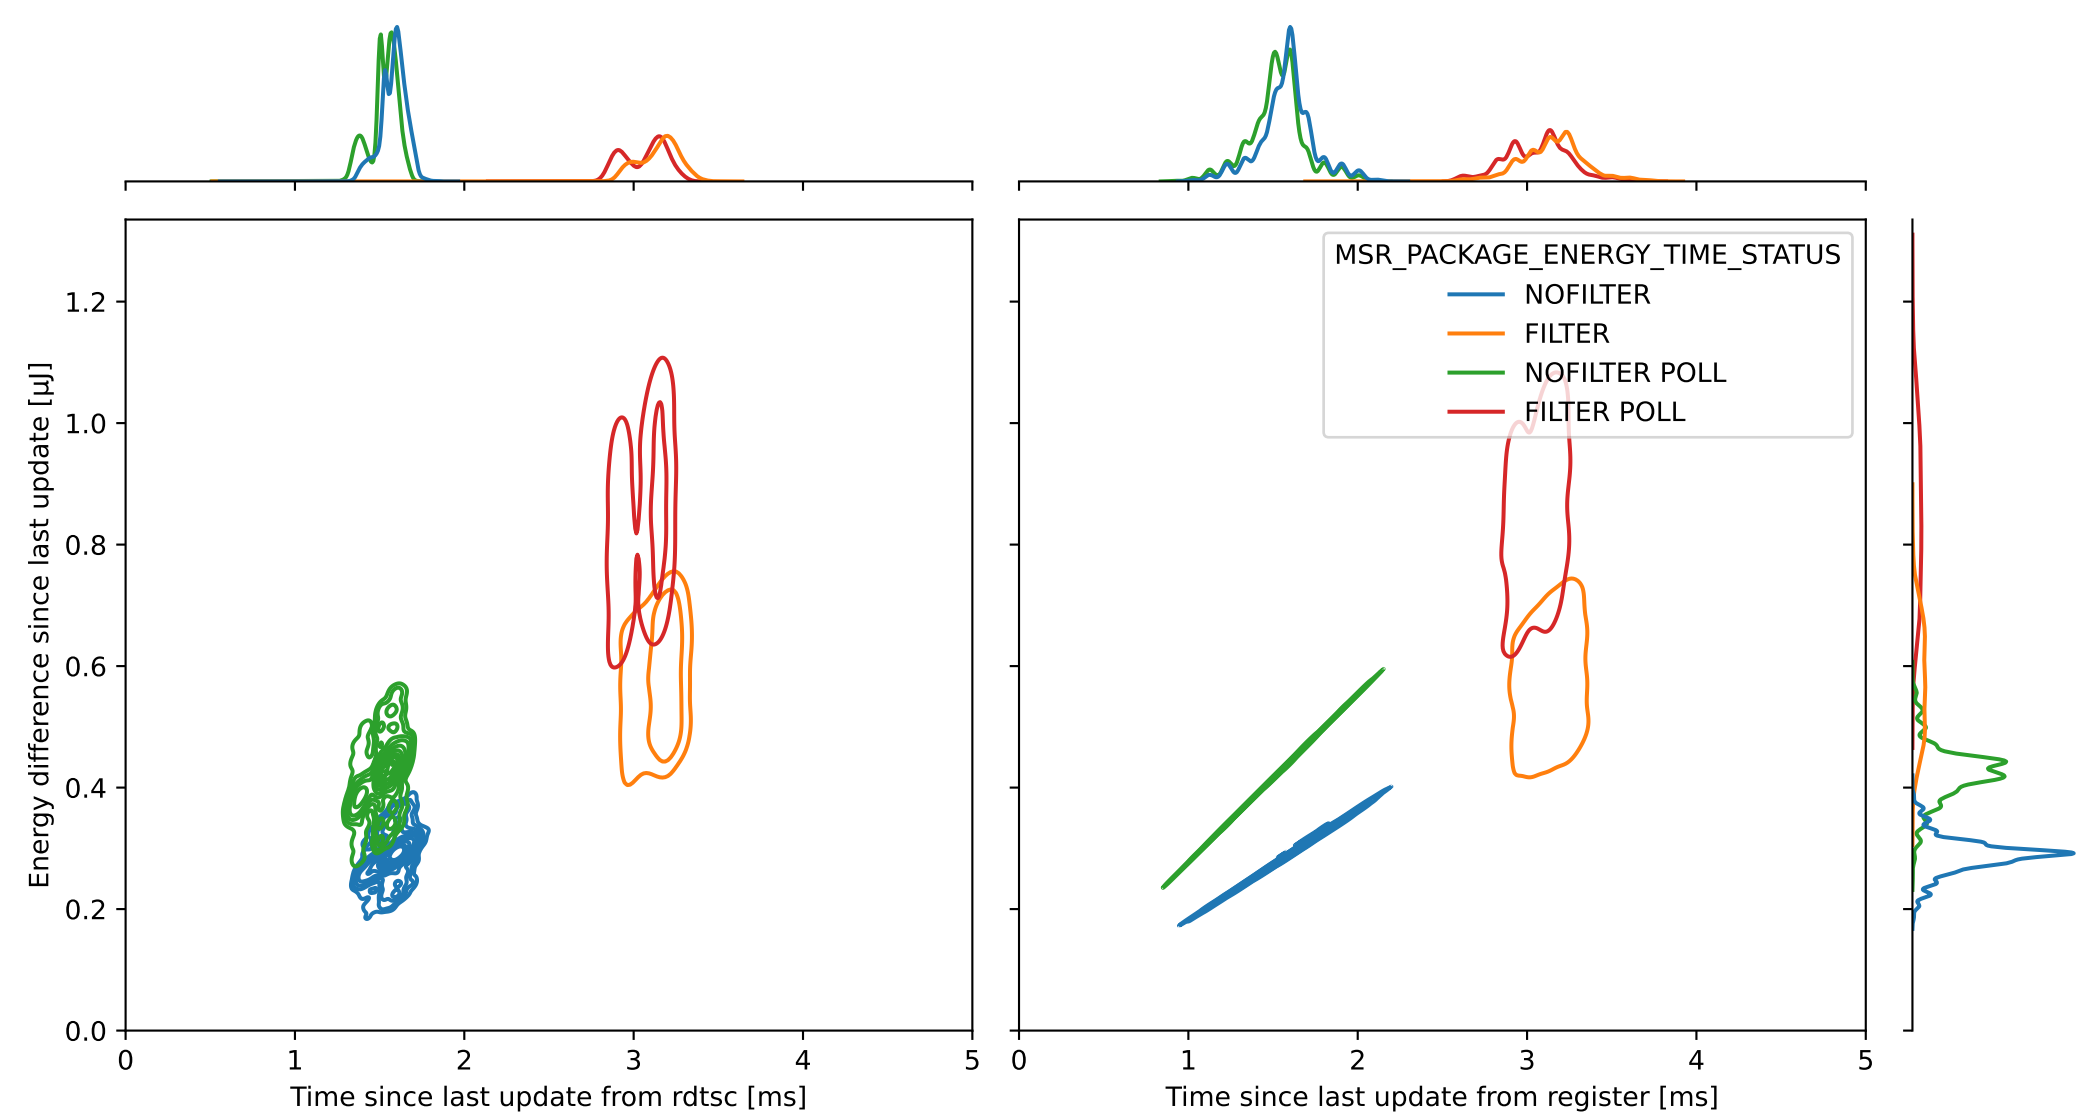 MSR_PACKAGE_ENERGY_TIME_STATUS
NOFILTER
FILTER
NOFILTER POLL
FILTER POLL
Energy difference since last update [µJ]
1.2
1.0
0.8
0.6
0.4
0.2
0.0
0 1 2 3 4 5
0 1 2 3 4 5
Time since last update from rdtsc [ms]
Time since last update from register [ms]